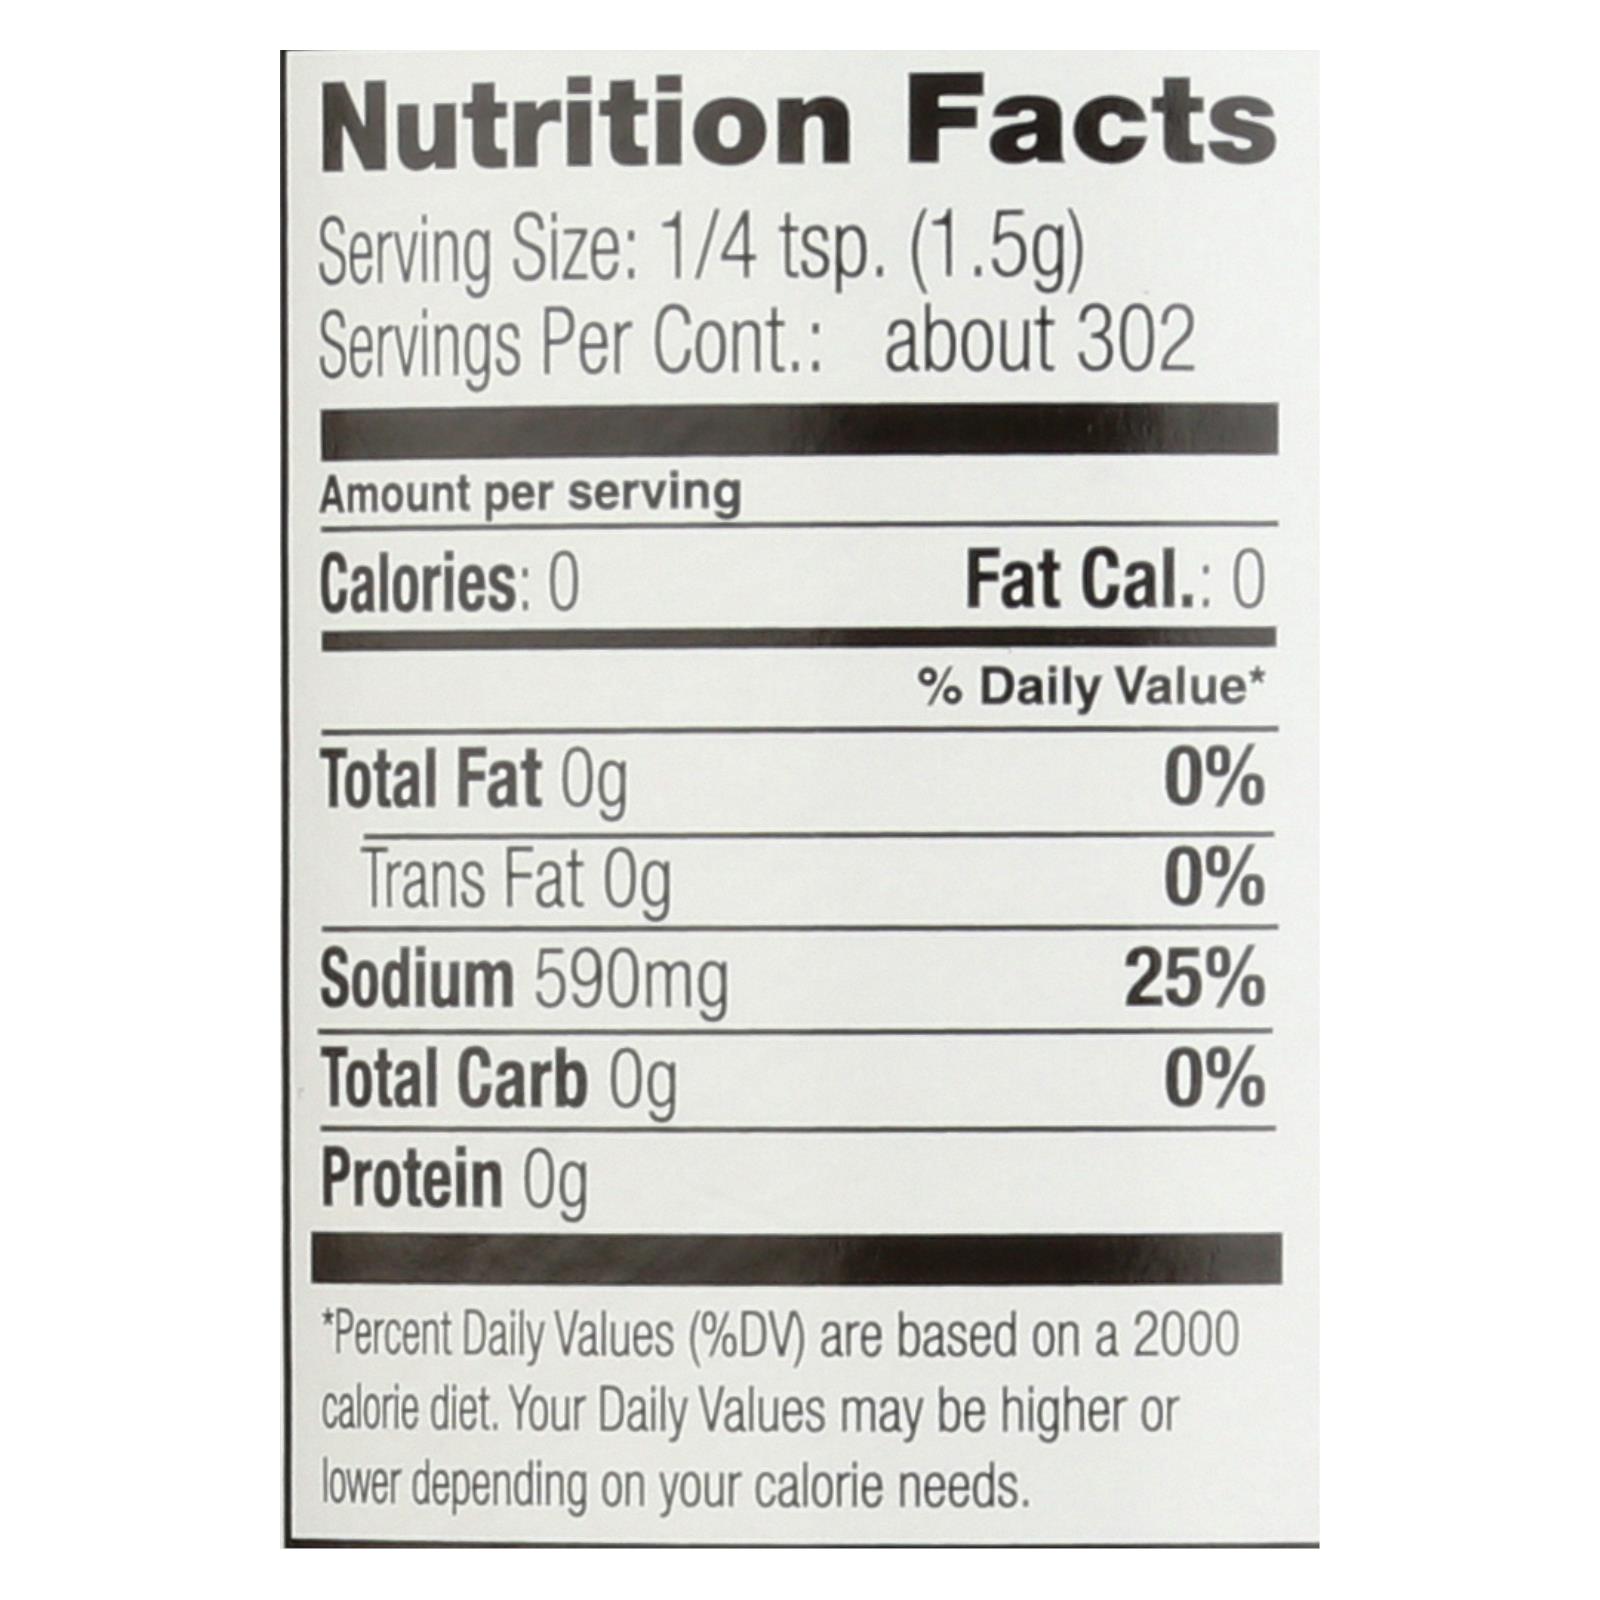 Nutrition Facts
Serving Size: 1/4 tsp. (1.5g)
Servings Per Cont.: about 302
Amount per serving
Calories: 0 Fat Cal.: 0
% Daily Value*
Total Fat 0g 0%
Trans Fat 0g 0%
Sodium 590mg 25%
Total Carb 0g 0%
Protein 0g
*Percent Daily Values (%DV) are based on a 2000
calorie diet. Your Daily Values may be higher or
lower depending on your calorie needs.